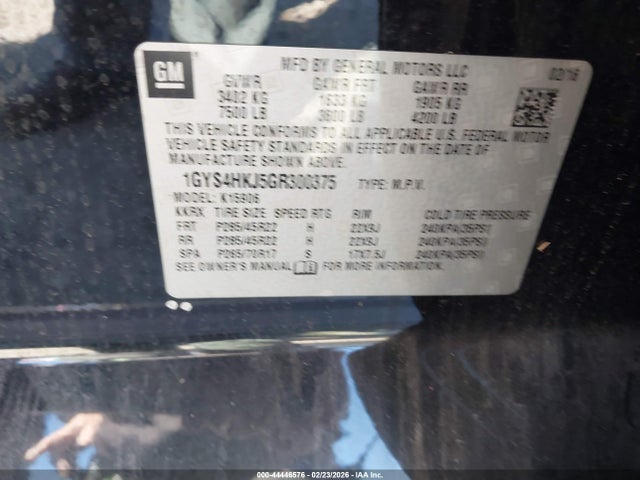 GM
MFD BY GENERAL MOTORS LLC 02/16
GVWR GAWR FRT GAWR RR
3402 KG 1633 KG 1905 KG
7500 LB 3600 LB 4200 LB
THIS VEHICLE CONFORMS TO ALL APPLICABLE U.S. FEDERAL MOTOR
VEHICLE SAFETY STANDARDS IN EFFECT ON THE DATE OF
MANUFACTURE SHOWN ABOVE.
1GYS4HKJ5GR300375 TYPE: M.P.V.
MODEL: K15906
KKRX TIRE SIZE SPEED RTG RIM COLD TIRE PRESSURE
FRT P285/45R22 H 22X9J 240KPA(35PSI)
RR P285/45R22 H 22X9J 240KPA(35PSI)
SPA P265/70R17 S 17X7.5J 240KPA(35PSI)
SEE OWNER'S MANUAL FOR MORE INFORMATION.
000-44446576 - 02/23/2026 - COPYRIGHT IAA, INC.